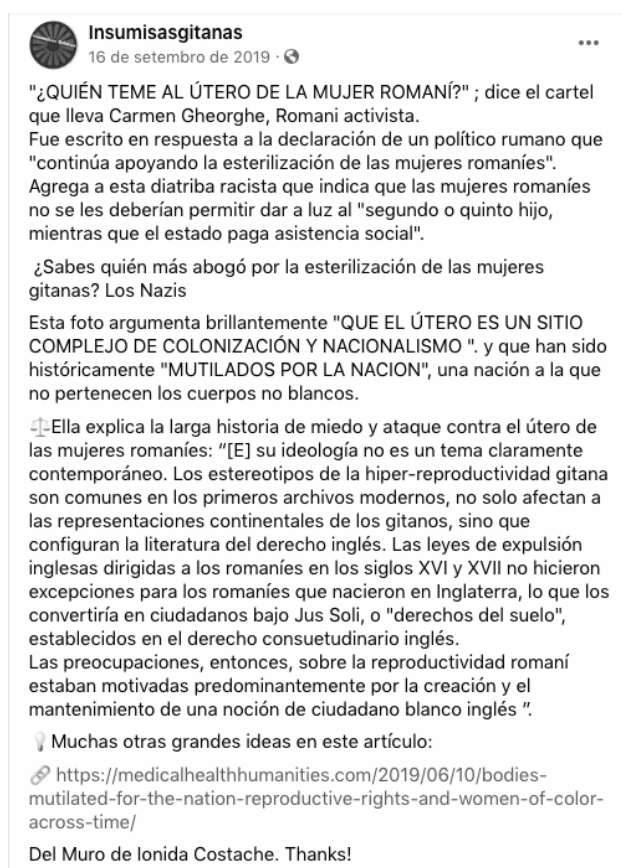 Insumisasgitanas
16 de setembro de 2019 ·
"¿QUIÉN TEME AL ÚTERO DE LA MUJER ROMANÍ?" ; dice el cartel
que lleva Carmen Gheorghe, Romani activista.
Fue escrito en respuesta a la declaración de un político rumano que
"continúa apoyando la esterilización de las mujeres romaníes".
Agrega a esta diatriba racista que indica que las mujeres romaníes
no se les deberían permitir dar a luz al "segundo o quinto hijo,
mientras que el estado paga asistencia social".
¿Sabes quién más abogó por la esterilización de las mujeres
gitanas? Los Nazis
Esta foto argumenta brillantemente "QUE EL ÚTERO ES UN SITIO
COMPLEJO DE COLONIZACIÓN Y NACIONALISMO ". y que han sido
históricamente "MUTILADOS POR LA NACION", una nación a la que
no pertenecen los cuerpos no blancos.
⚖️Ella explica la larga historia de miedo y ataque contra el útero de
las mujeres romaníes: “[E] su ideología no es un tema claramente
contemporáneo. Los estereotipos de la hiper-reproductividad gitana
son comunes en los primeros archivos modernos, no solo afectan a
las representaciones continentales de los gitanos, sino que
configuran la literatura del derecho inglés. Las leyes de expulsión
inglesas dirigidas a los romaníes en los siglos XVI y XVII no hicieron
excepciones para los romaníes que nacieron en Inglaterra, lo que los
convertiría en ciudadanos bajo Jus Soli, o "derechos del suelo",
establecidos en el derecho consuetudinario inglés.
Las preocupaciones, entonces, sobre la reproductividad romaní
estaban motivadas predominantemente por la creación y el
mantenimiento de una noción de ciudadano blanco inglés ”.
💡Muchas otras grandes ideas en este artículo:
🔗 https://medicalhealthhumanities.com/2019/06/10/bodies-
mutilated-for-the-nation-reproductive-rights-and-women-of-color-
across-time/
Del Muro de Ionida Costache. Thanks!